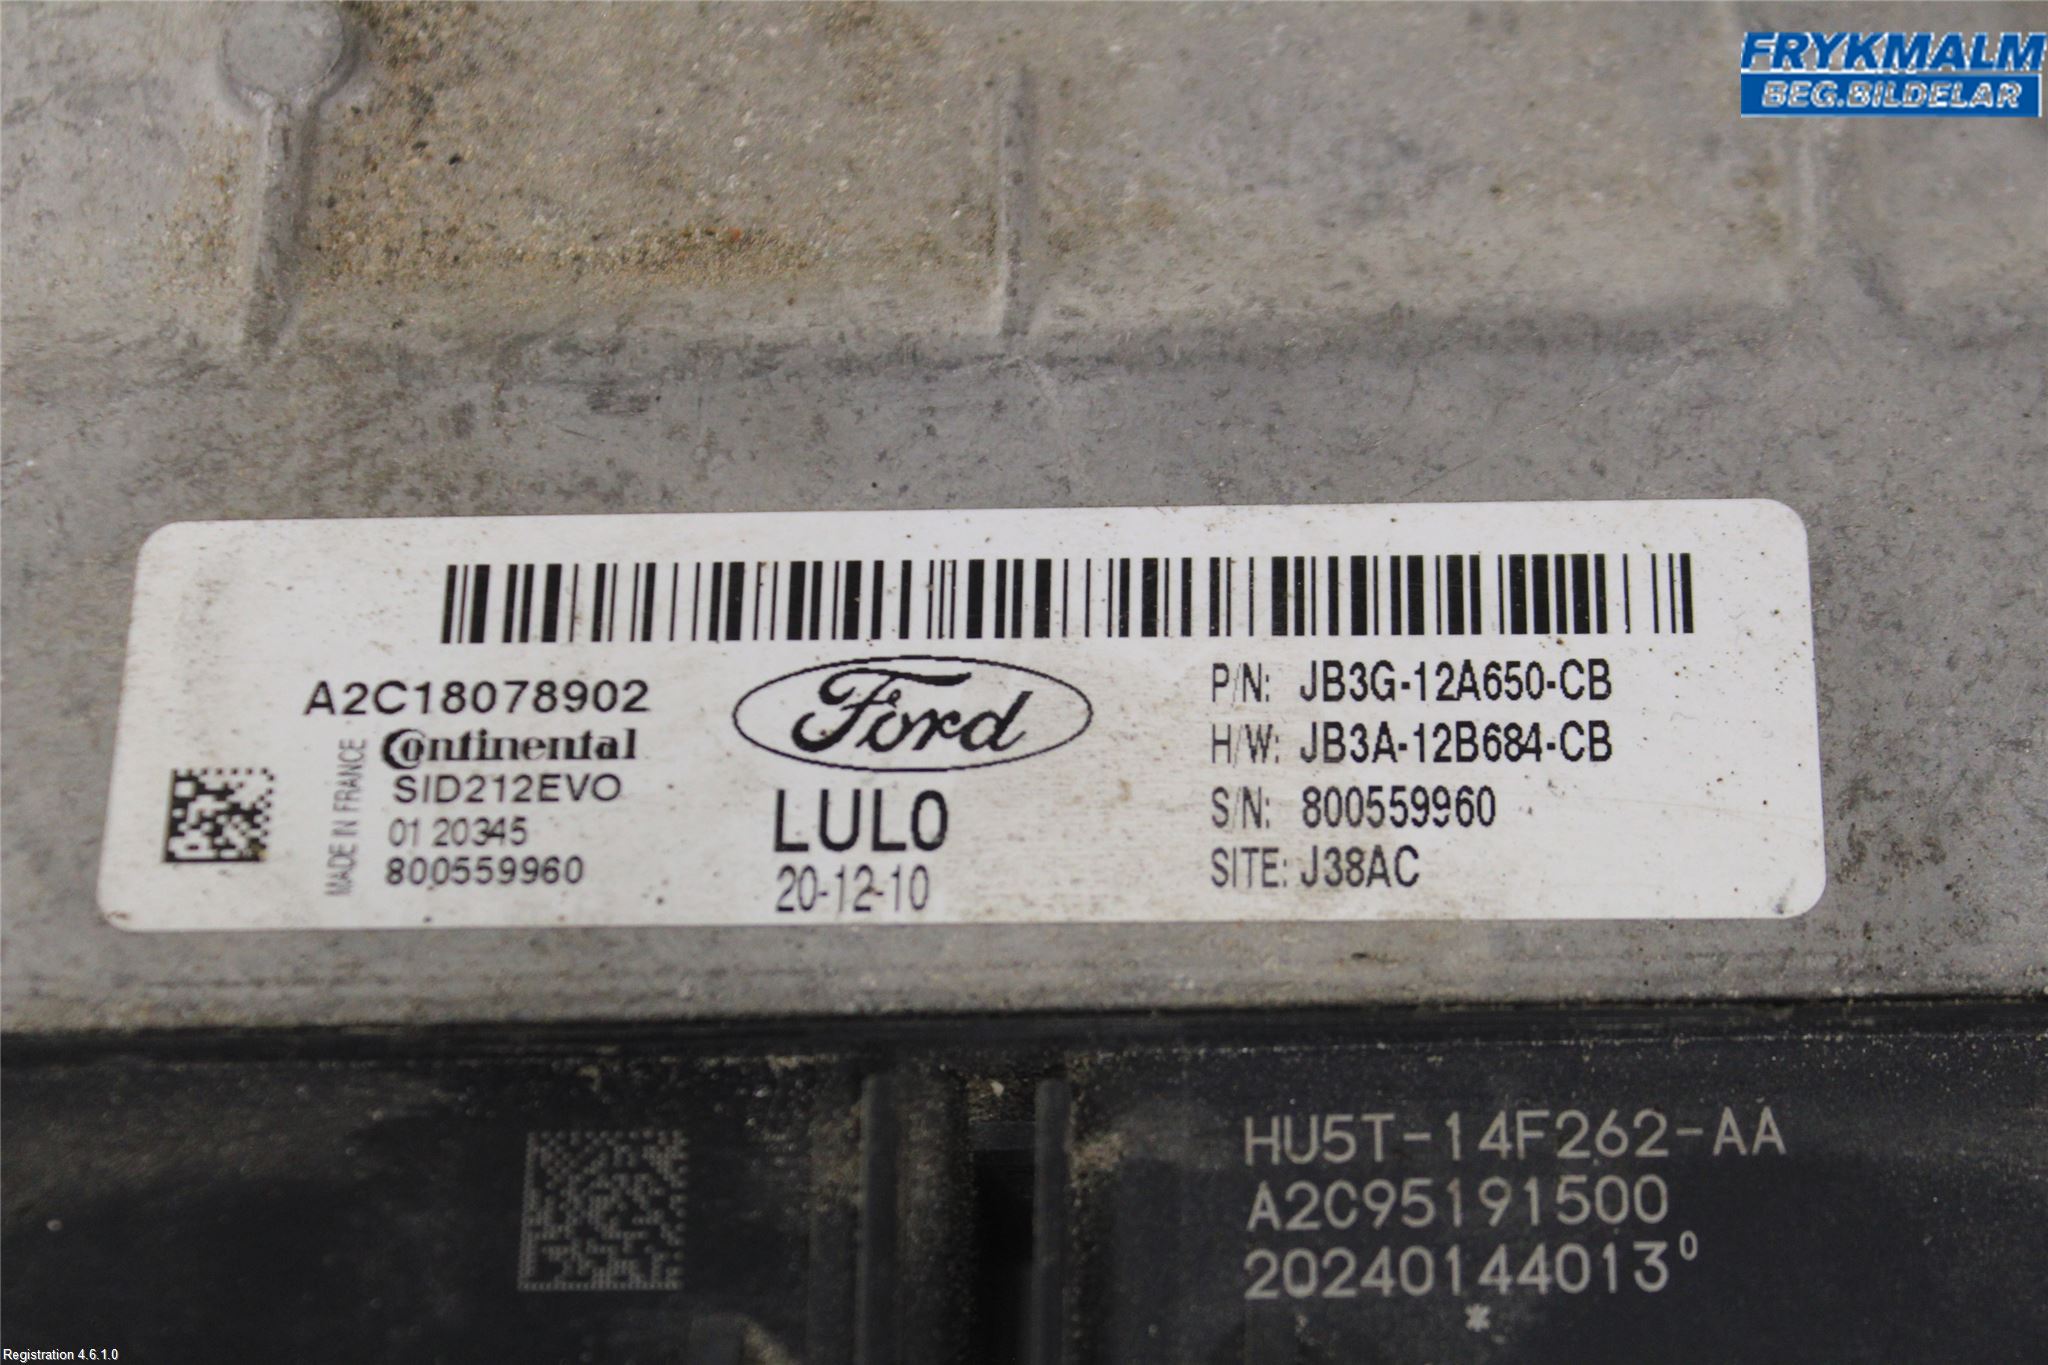 FRYKMALM
BEG.BILDELAR
A2C18078902
Continental
SID212EVO
01 20345
800559960
MADE IN FRANCE
Ford
LUL0
20-12-10
P/N: JB3G-12A650-CB
H/W: JB3A-12B684-CB
S/N: 800559960
SITE: J38AC
HU5T-14F262-AA
A2C95191500
20240144013⁰
*
Registration 4.6.1.0